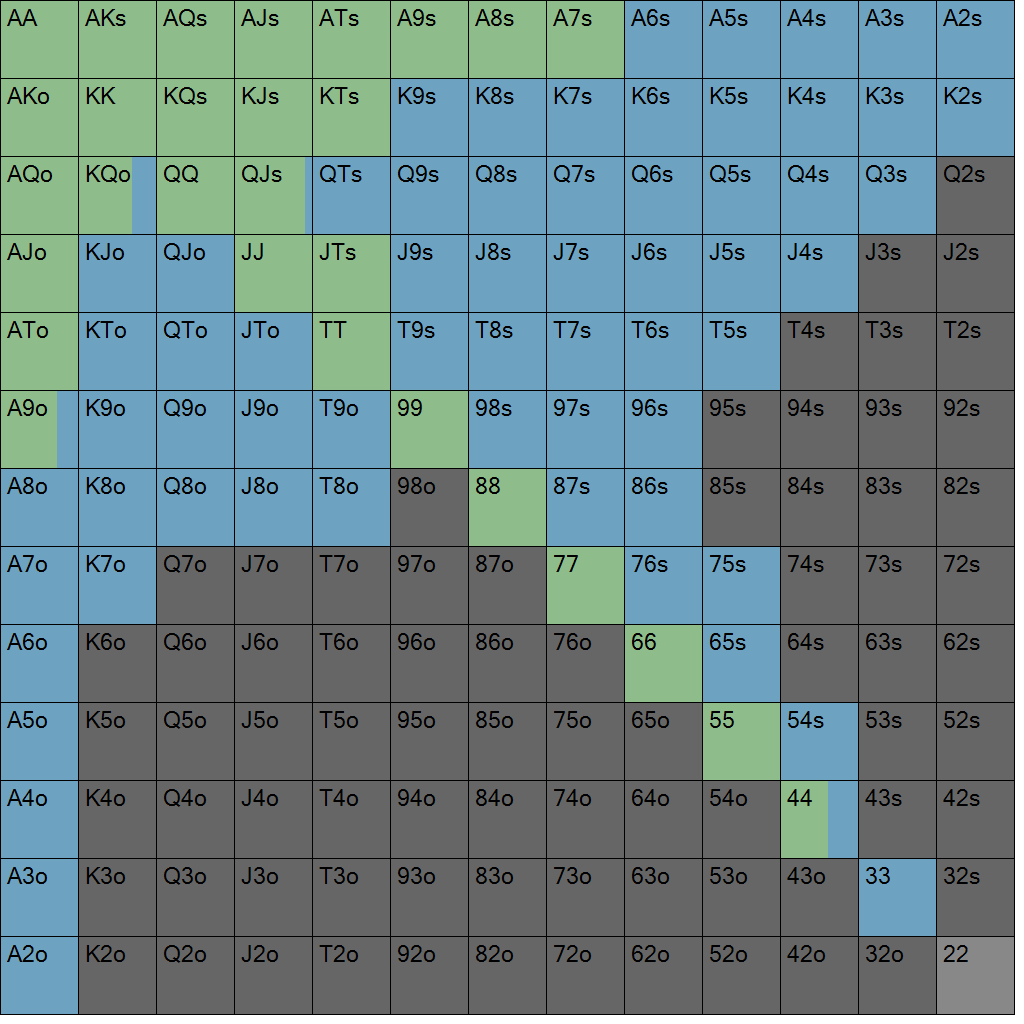 AA AKs AQs AJs ATs A9s A8s A7s A6s A5s A4s A3s A2s
AKo KK KQs KJs KTs K9s K8s K7s K6s K5s K4s K3s K2s
AQo KQo QQ QJs QTs Q9s Q8s Q7s Q6s Q5s Q4s Q3s Q2s
AJo KJo QJo JJ JTs J9s J8s J7s J6s J5s J4s J3s J2s
ATo KTo QTo JTo TT T9s T8s T7s T6s T5s T4s T3s T2s
A9o K9o Q9o J9o T9o 99 98s 97s 96s 95s 94s 93s 92s
A8o K8o Q8o J8o T8o 98o 88 87s 86s 85s 84s 83s 82s
A7o K7o Q7o J7o T7o 97o 87o 77 76s 75s 74s 73s 72s
A6o K6o Q6o J6o T6o 96o 86o 76o 66 65s 64s 63s 62s
A5o K5o Q5o J5o T5o 95o 85o 75o 65o 55 54s 53s 52s
A4o K4o Q4o J4o T4o 94o 84o 74o 64o 54o 44 43s 42s
A3o K3o Q3o J3o T3o 93o 83o 73o 63o 53o 43o 33 32s
A2o K2o Q2o J2o T2o 92o 82o 72o 62o 52o 42o 32o 22